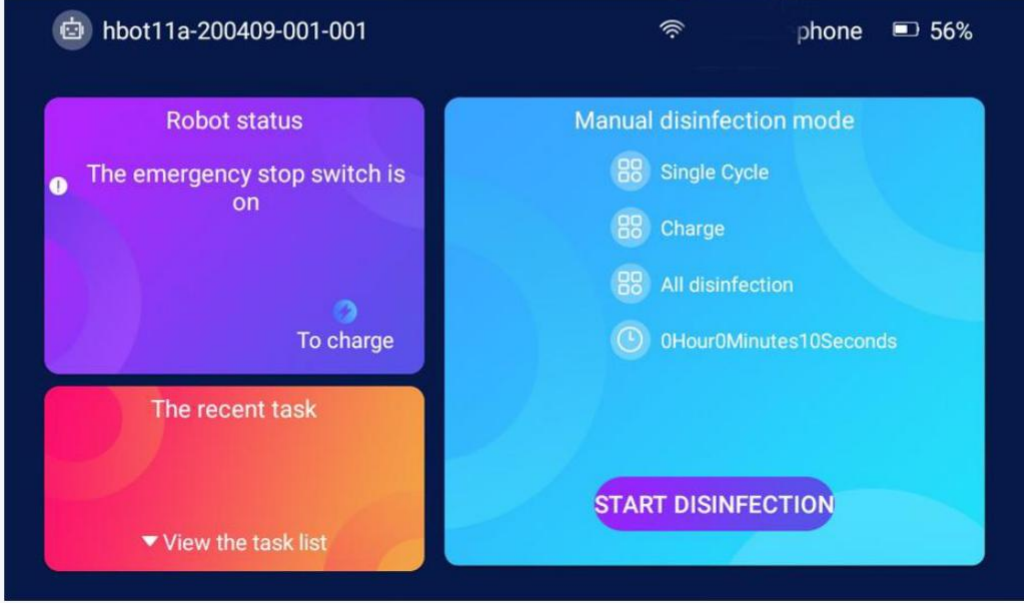 hbot11a-200409-001-001
phone
56%
Robot status
The emergency stop switch is
on
To charge
The recent task
View the task list
Manual disinfection mode
Single Cycle
Charge
All disinfection
0Hour0Minutes10Seconds
START DISINFECTION